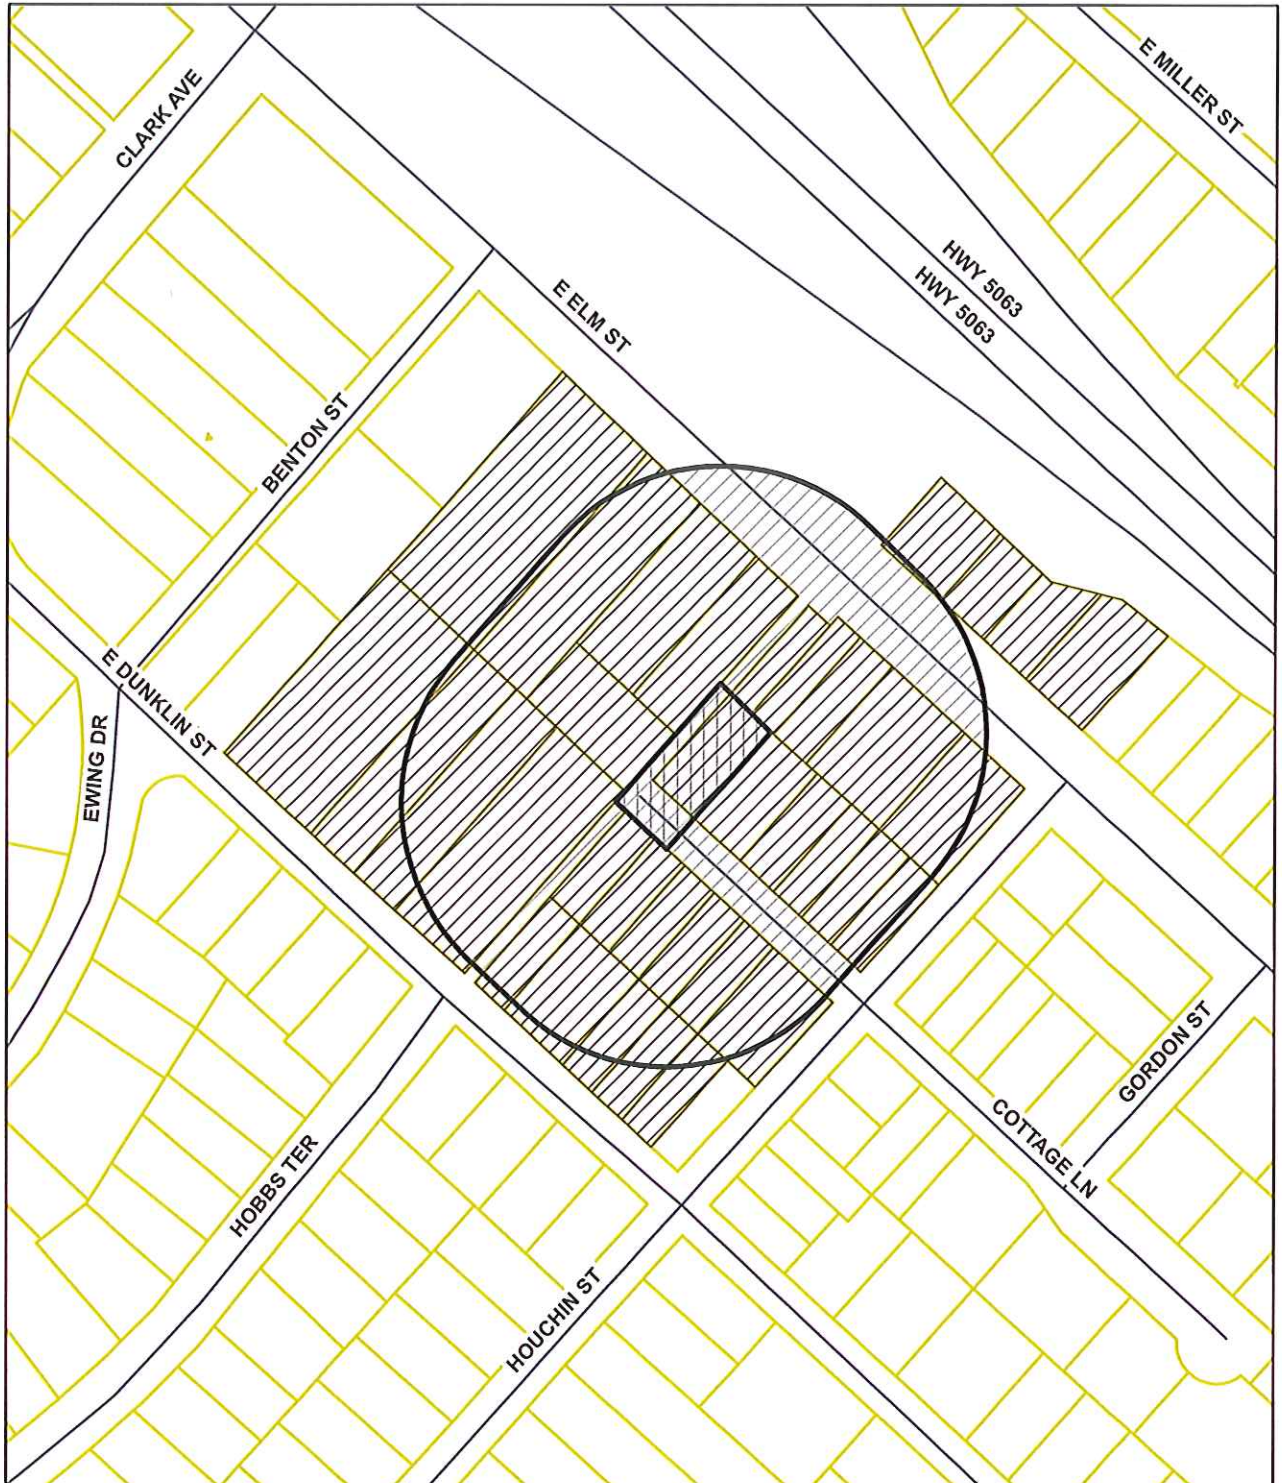 E MILLER ST
CLARK AVE
HWY 5063
HWY 5063
E ELM ST
BENTON ST
E DUNKLIN ST
EWING DR
GORDON ST
COTTAGE LN
HOBBS TER
HOUCHIN ST